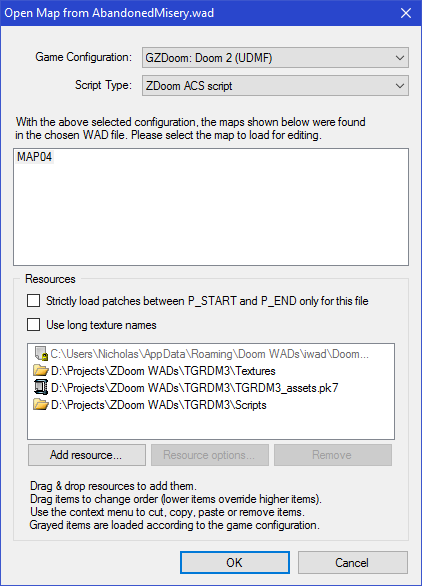 Open Map from AbandonedMisery.wad
Game Configuration: GZDoom: Doom 2 (UDMF)
Script Type: ZDoom ACS script
With the above selected configuration, the maps shown below were found
in the chosen WAD file. Please select the map to load for editing.
MAP04
Resources
Strictly load patches between P_START and P_END only for this file
Use long texture names
C:\Users\Nicholas\AppData\Roaming\Doom WADs\iwad\Doom...
D:\Projects\ZDoom WADs\TGRDM3\Textures
D:\Projects\ZDoom WADs\TGRDM3\TGRDM3_assets.pk7
D:\Projects\ZDoom WADs\TGRDM3\Scripts
Add resource... Resource options... Remove
Drag & drop resources to add them.
Drag items to change order (lower items override higher items).
Use the context menu to cut, copy, paste or remove items.
Grayed items are loaded according to the game configuration.
OK Cancel